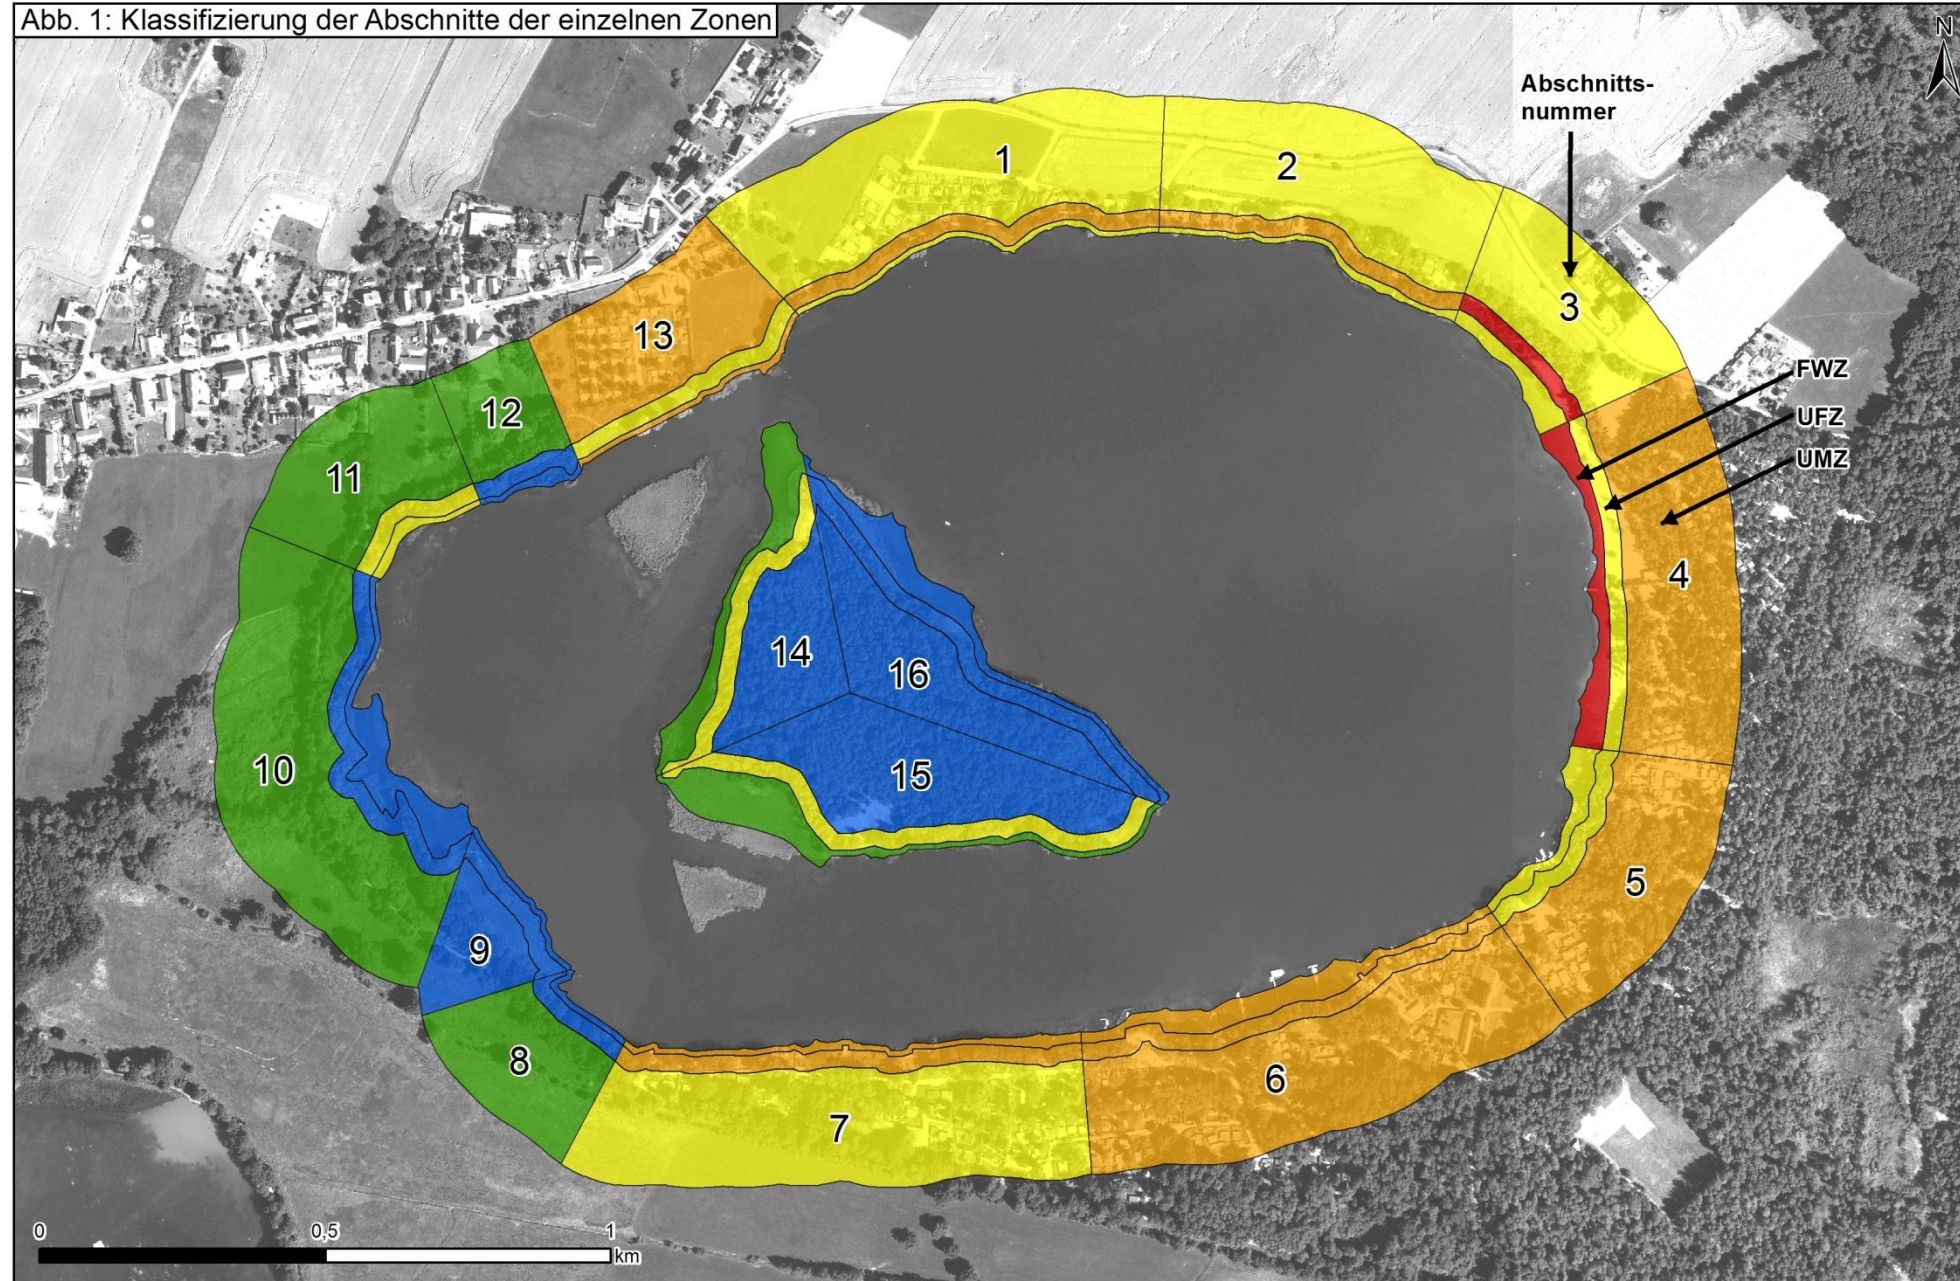 Abb. 1: Klassifizierung der Abschnitte der einzelnen Zonen
N
Abschnitts-
nummer
1
2
3
FWZ
UFZ
UMZ
13
12
11
4
14
16
10
15
5
9
8
6
7
0
0,5
1
km